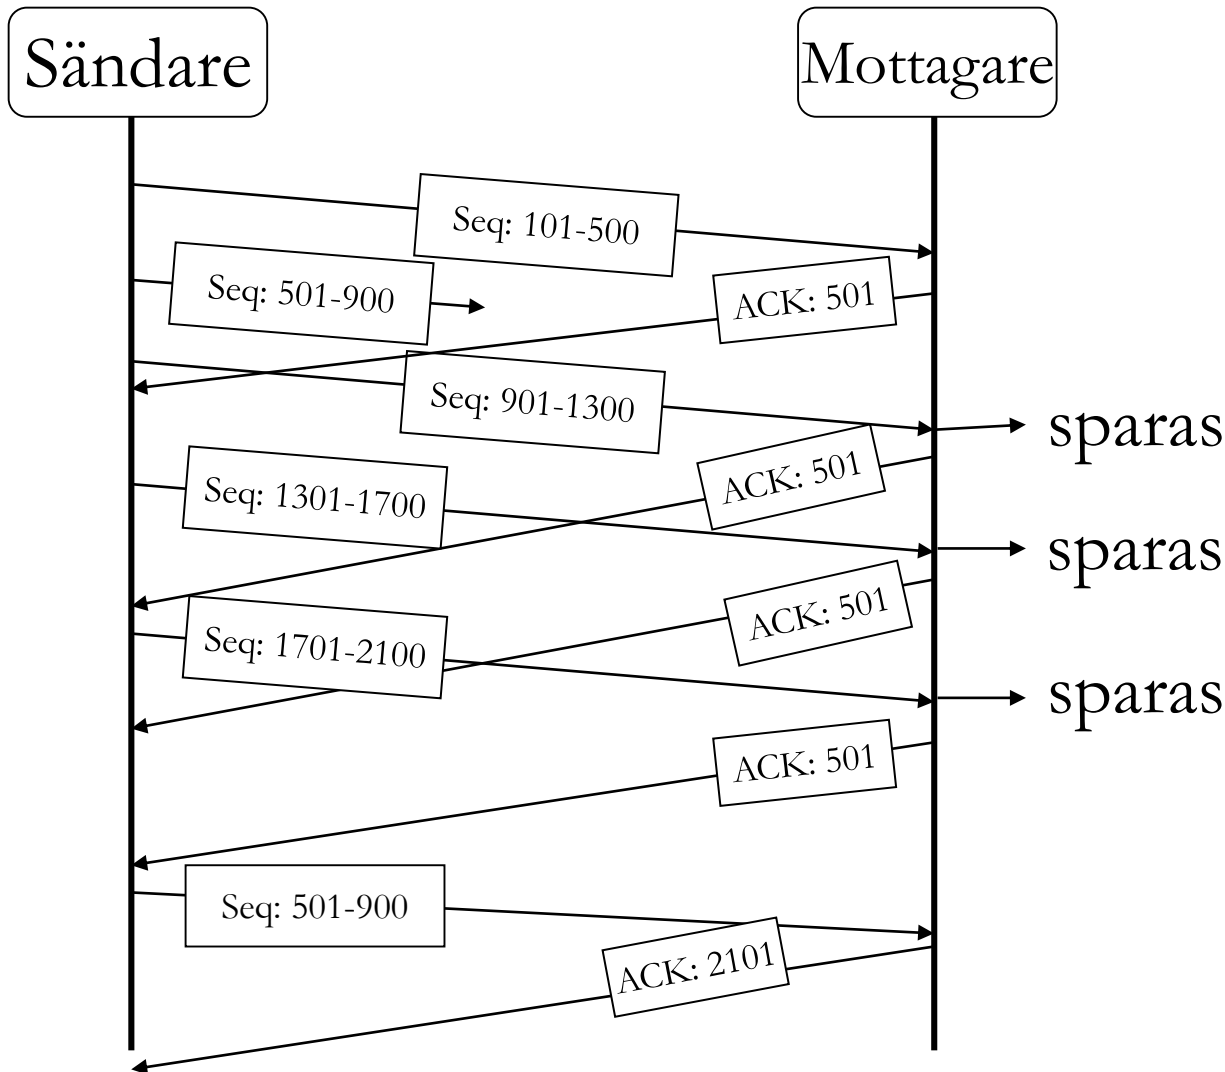 Sändare
Mottagare
Seq: 101-500
Seq: 501-900
ACK: 501
Seq: 901-1300
sparas
ACK: 501
Seq: 1301-1700
sparas
ACK: 501
Seq: 1701-2100
sparas
ACK: 501
Seq: 501-900
ACK: 2101